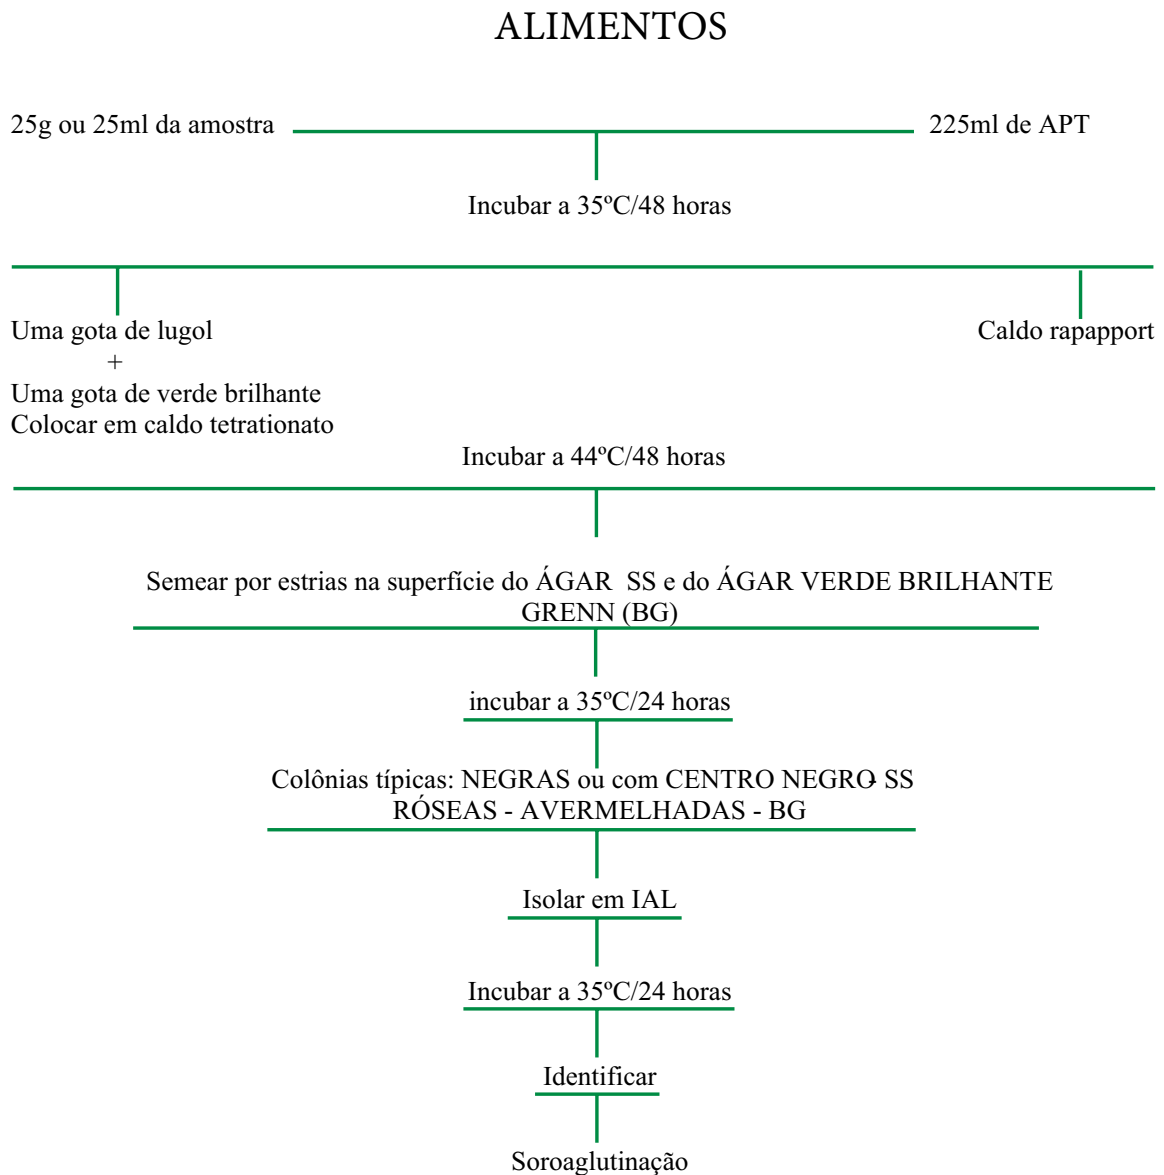 ALIMENTOS
25g ou 25ml da amostra
225ml de APT
Incubar a 35ºC/48 horas
Uma gota de lugol
+
Uma gota de verde brilhante
Colocar em caldo tetrationato
Caldo rapapport
Incubar a 44ºC/48 horas
Semear por estrias na superfície do ÁGAR SS e do ÁGAR VERDE BRILHANTE
GRENN (BG)
incubar a 35ºC/24 horas
Colônias típicas: NEGRAS ou com CENTRO NEGRO- SS
RÓSEAS - AVERMELHADAS - BG
Isolar em IAL
Incubar a 35ºC/24 horas
Identificar
Soroaglutinação